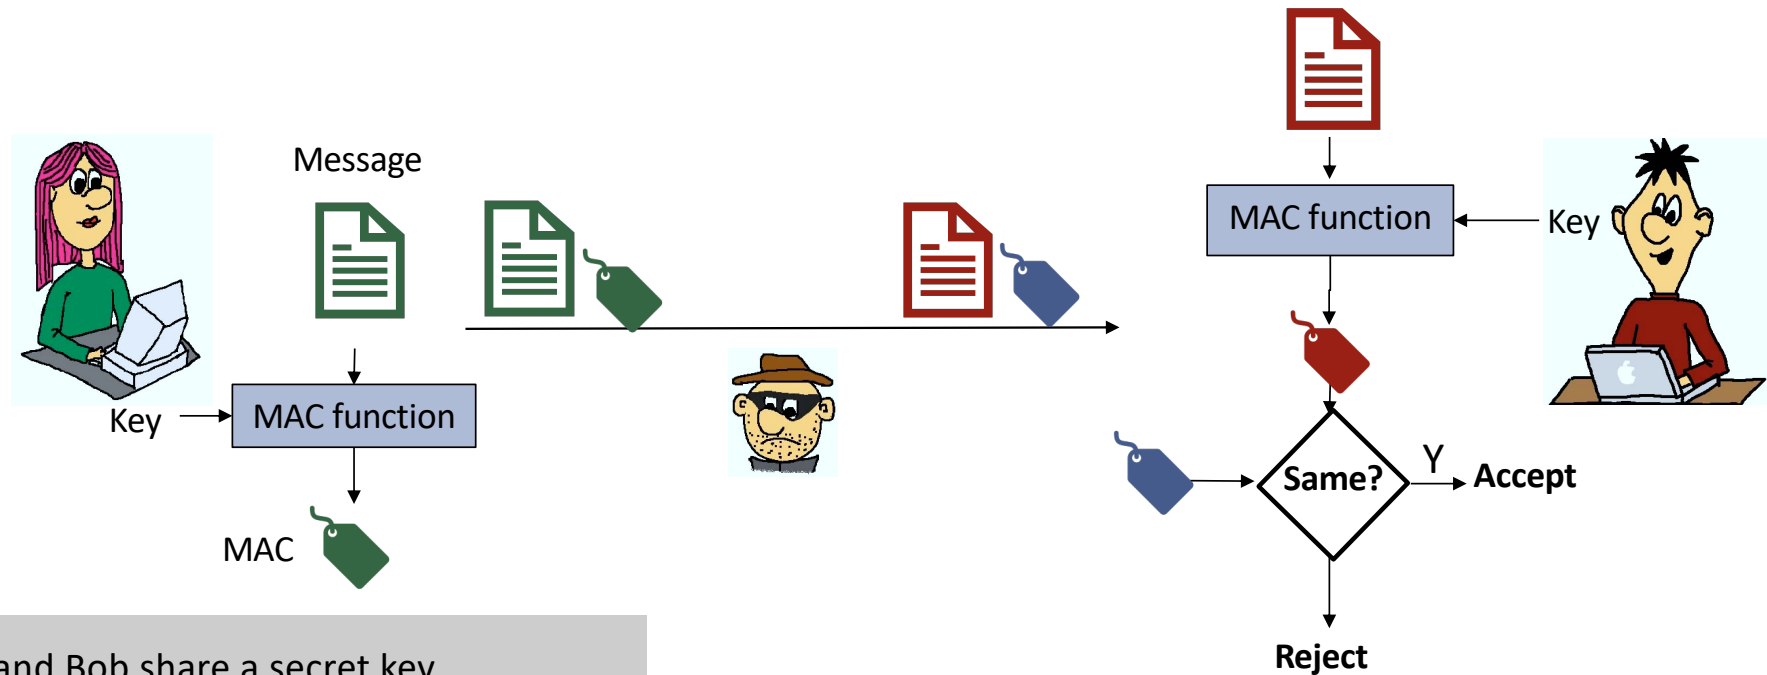 Message
Key
MAC function
MAC
MAC function
Key
Same?
Y
Accept
Reject
and Bob share a secret key